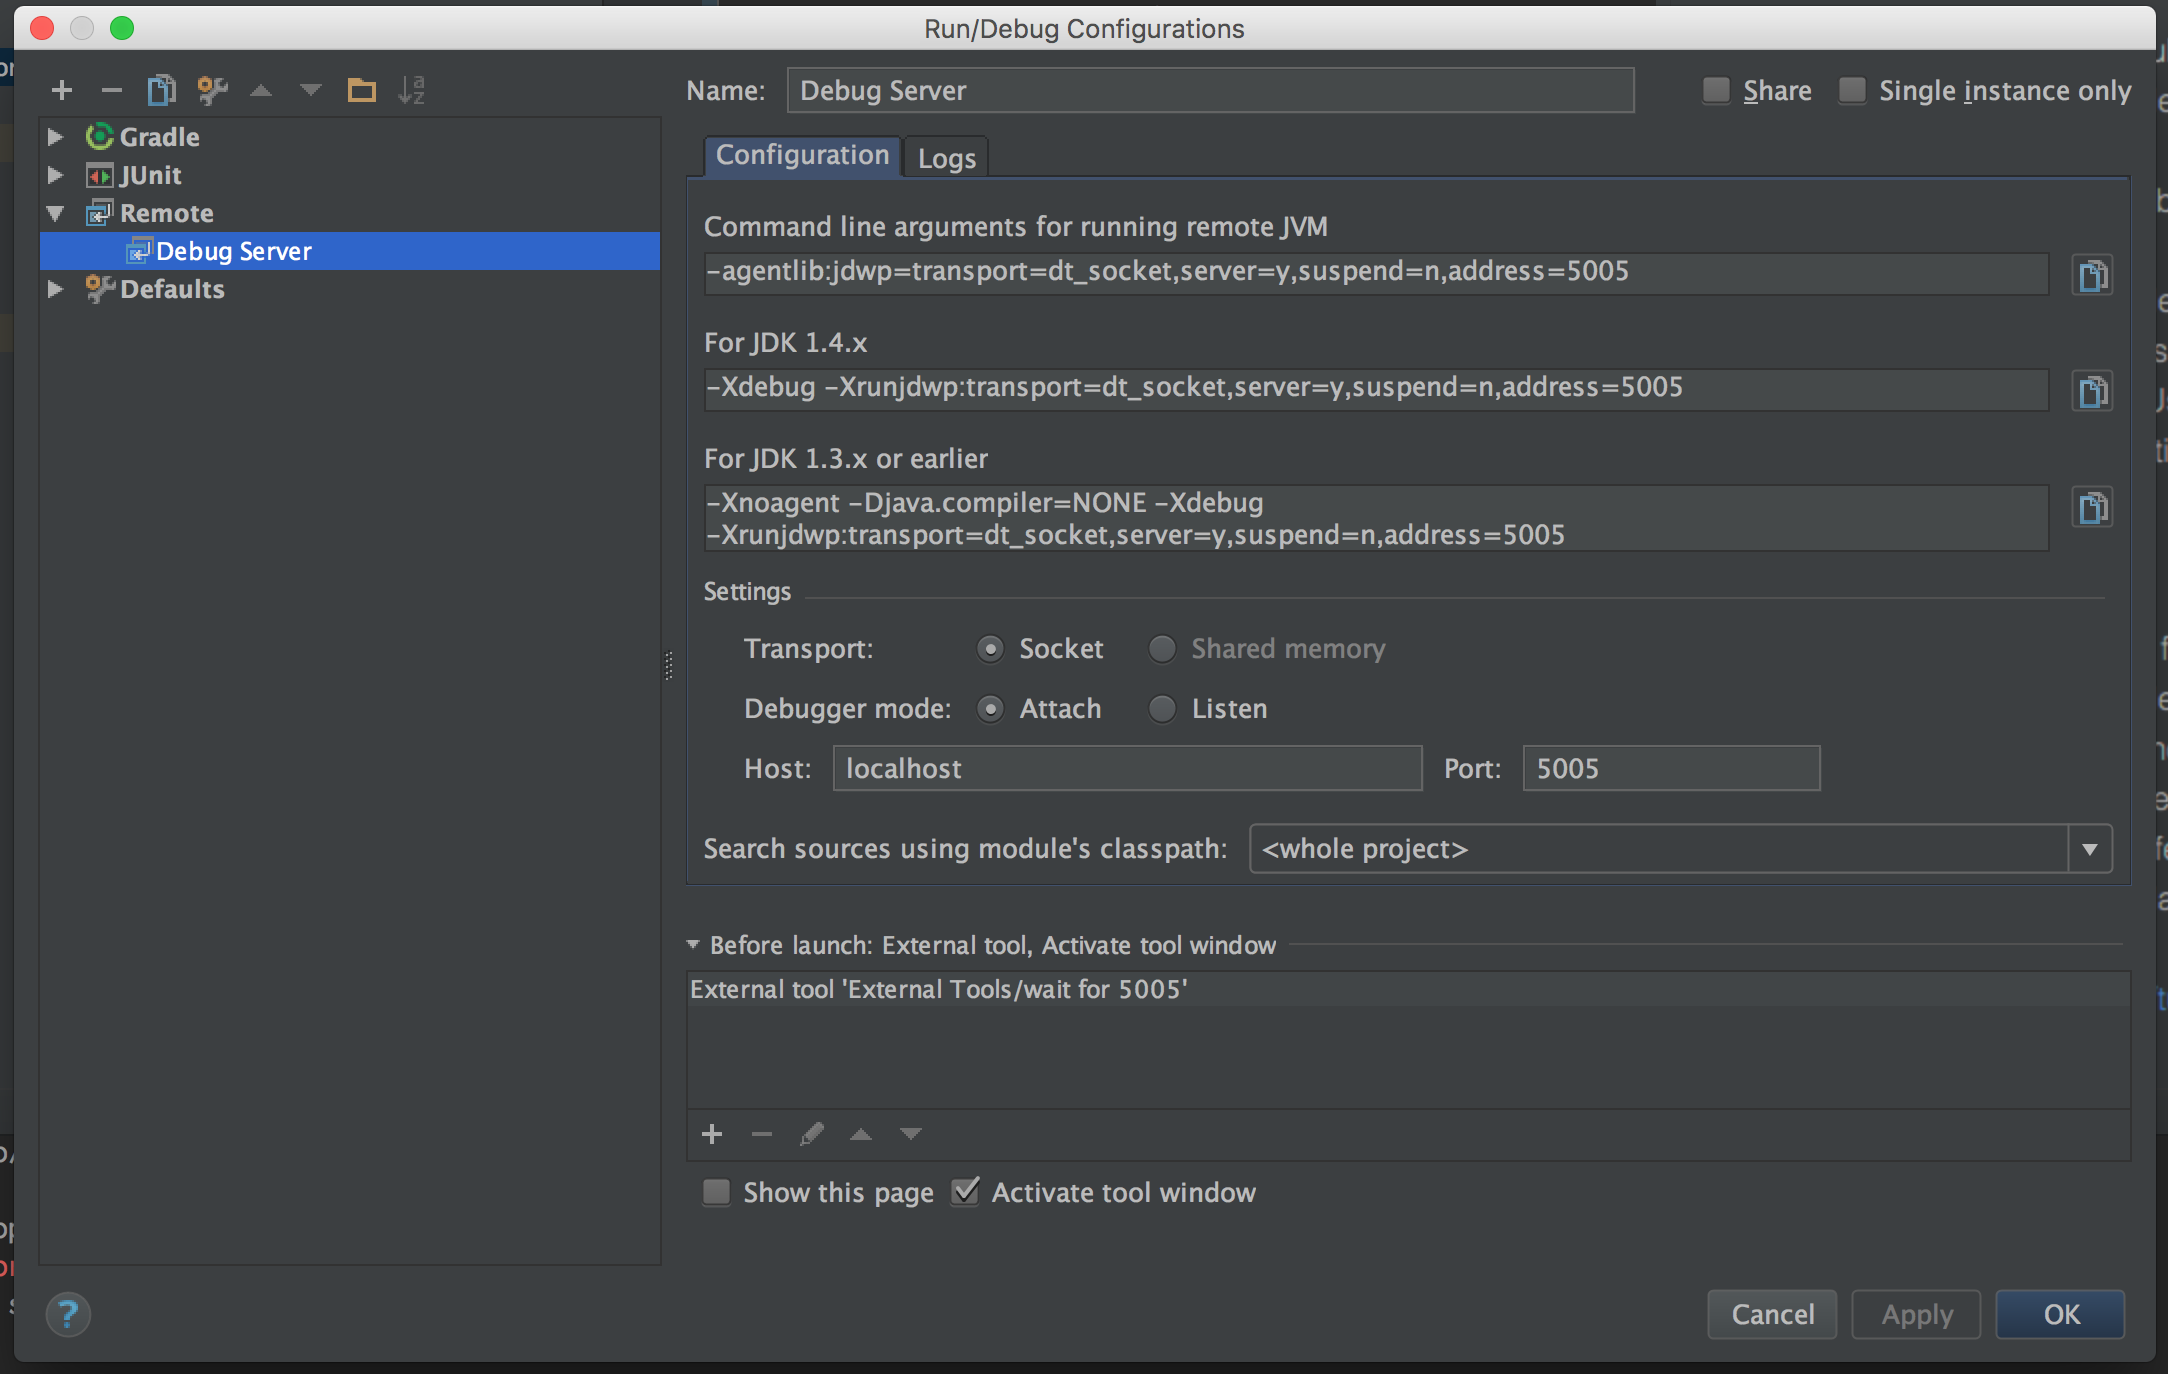 Run/Debug Configurations
Name: Debug Server Share Single instance only
Gradle
JUnit
Remote
Debug Server
Defaults
Configuration Logs
Command line arguments for running remote JVM
-agentlib:jdwp=transport=dt_socket,server=y,suspend=n,address=5005
For JDK 1.4.x
-Xdebug -Xrunjdwp:transport=dt_socket,server=y,suspend=n,address=5005
For JDK 1.3.x or earlier
-Xnoagent -Djava.compiler=NONE -Xdebug
-Xrunjdwp:transport=dt_socket,server=y,suspend=n,address=5005
Settings
Transport: Socket Shared memory
Debugger mode: Attach Listen
Host: localhost Port: 5005
Search sources using module's classpath: <whole project>
Before launch: External tool, Activate tool window
External tool 'External Tools/wait for 5005'
Show this page Activate tool window
? Cancel Apply OK